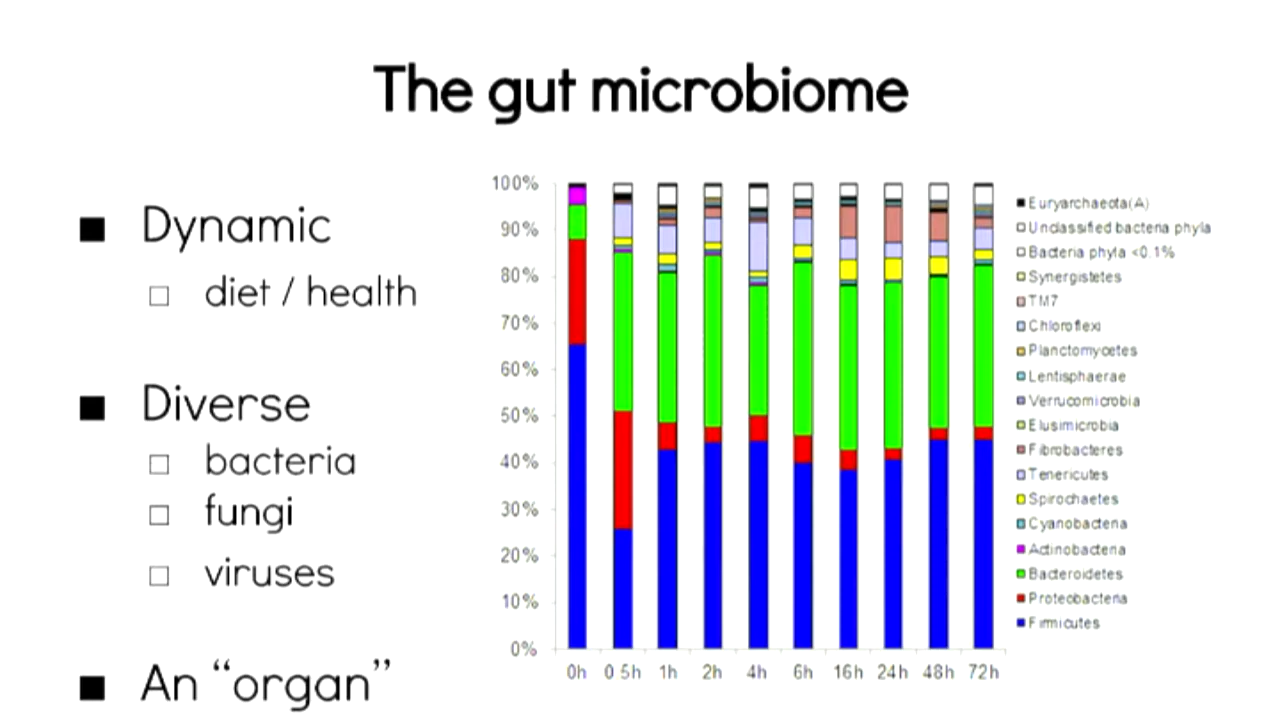 The gut microbiome
■ Dynamic
□ diet / health
■ Diverse
□ bacteria
□ fungi
□ viruses
■ An “organ”
100%
90%
80%
70%
60%
50%
40%
30%
20%
10%
0%
0h 0 5h 1h 2h 4h 6h 16h 24h 48h 72h
Euryarchaeota(A)
Unclassified bacteria phyla
Bacteria phyla <0.1%
Synergistetes
TM7
Chloroflexi
Planctomycetes
Lentisphaerae
Verrucomicrobia
Elusimicrobia
Fibrobacteres
Tenericutes
Spirochaetes
Cyanobacteria
Actinobacteria
Bacteroidetes
Proteobacteria
Firmicutes